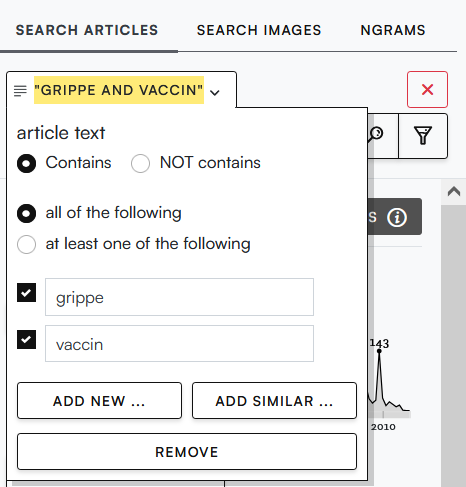 SEARCH ARTICLES SEARCH IMAGES NGRAMS
"GRIPPE AND VACCIN"
article text
Contains NOT contains
all of the following
S
at least one of the following
grippe
vaccin
143
ADD NEW ... ADD SIMILAR ...
2010
REMOVE